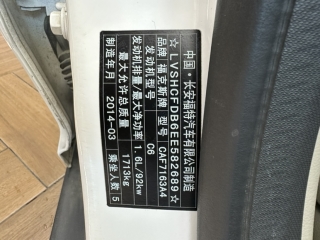 中国·长安福特汽车有限公司制造
☆LVSHCFDB6EE582689☆
品牌 福克斯牌 型号 CAF7163A4
发动机型号 C6
发动机排量/最大净功率 1.6L/92kw
最大允许总质量 1713kg
制造年月 2014-03 乘坐人数 5